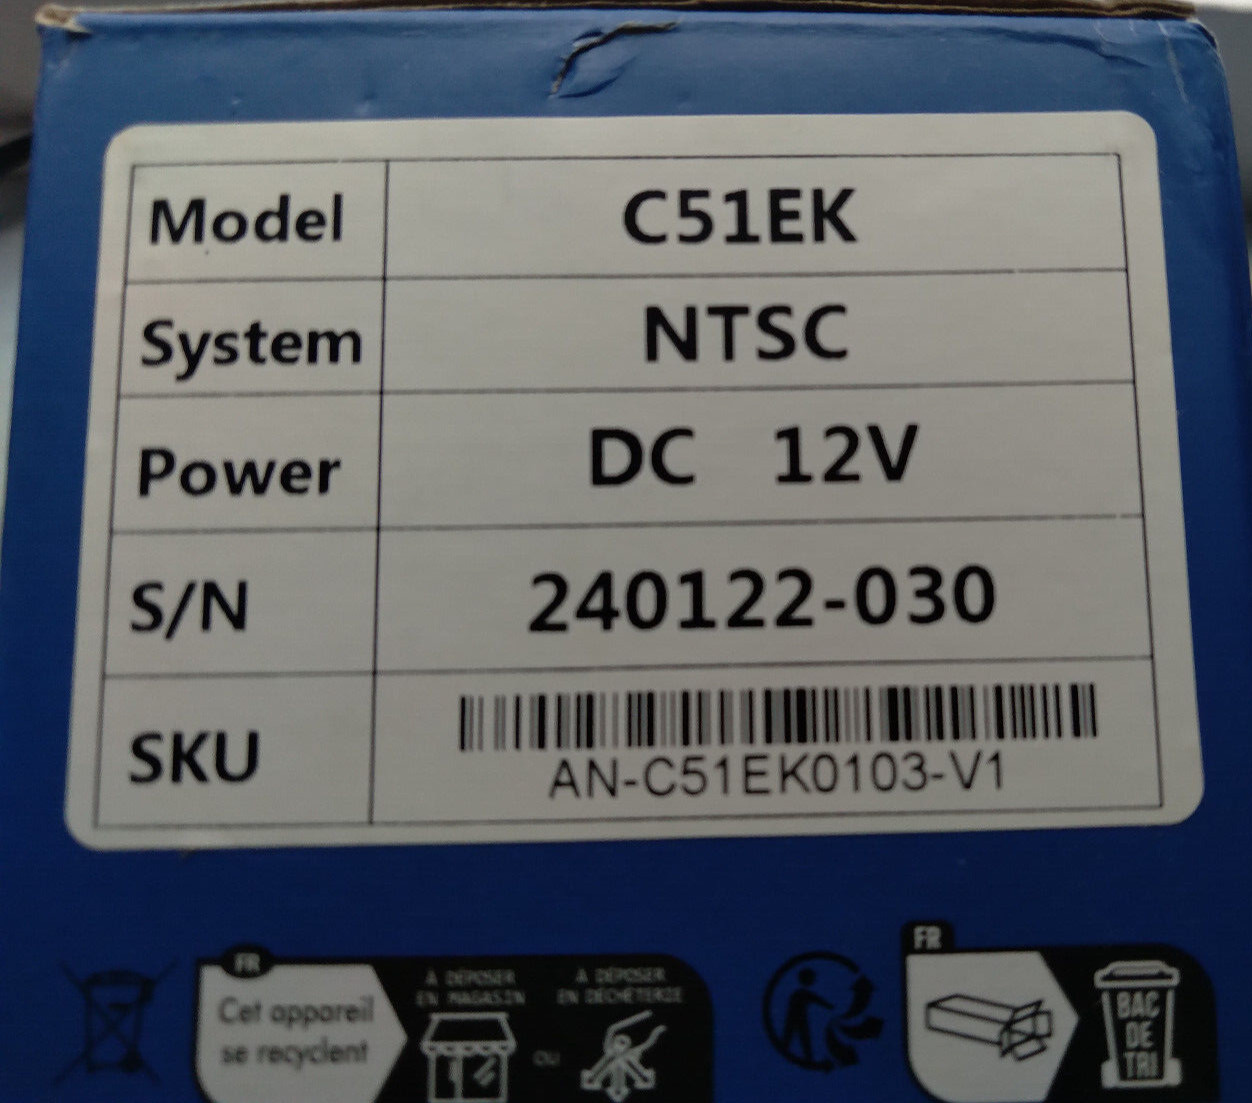 Model C51EK
System NTSC
Power DC 12V
S/N 240122-030
SKU
AN-C51EK0103-V1
FR
Cet appareil
se recyclent
À DÉPOSER
EN MAGASIN
OU
À DÉPOSER
EN DÉCHÈTERIE
FR
BAC
DE
TRI